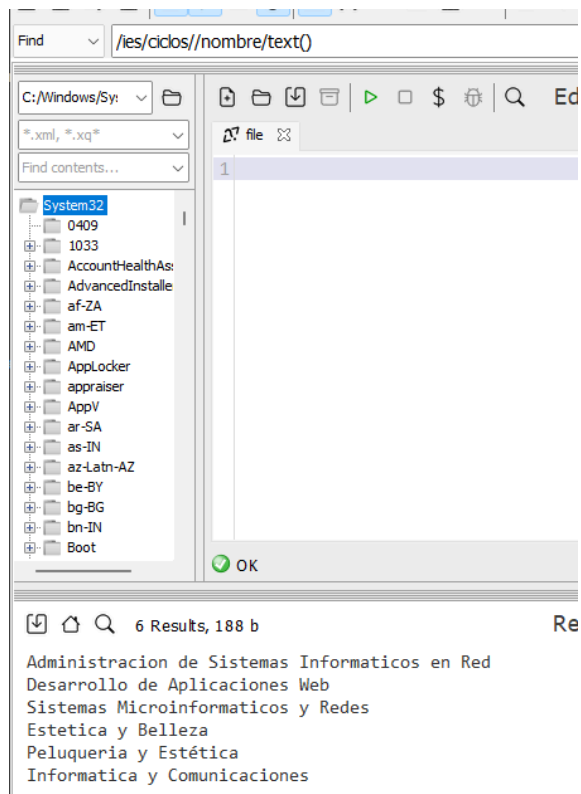 Find
/ies/ciclos//nombre/text()
C:/Windows/Sy:
$
Ed
*.xml, *.xq*
file
Find contents...
1
System32
0409
1033
AccountHealthAs
AdvancedInstalle
af-ZA
am-ET
AMD
AppLocker
appraiser
AppV
ar-SA
as-IN
az-Latn-AZ
be-BY
bg-BG
bn-IN
Boot
OK
6 Results, 188 b
Re
Administracion de Sistemas Informaticos en Red
Desarrollo de Aplicaciones Web
Sistemas Microinformaticos y Redes
Estetica y Belleza
Peluqueria y Estética
Informatica y Comunicaciones